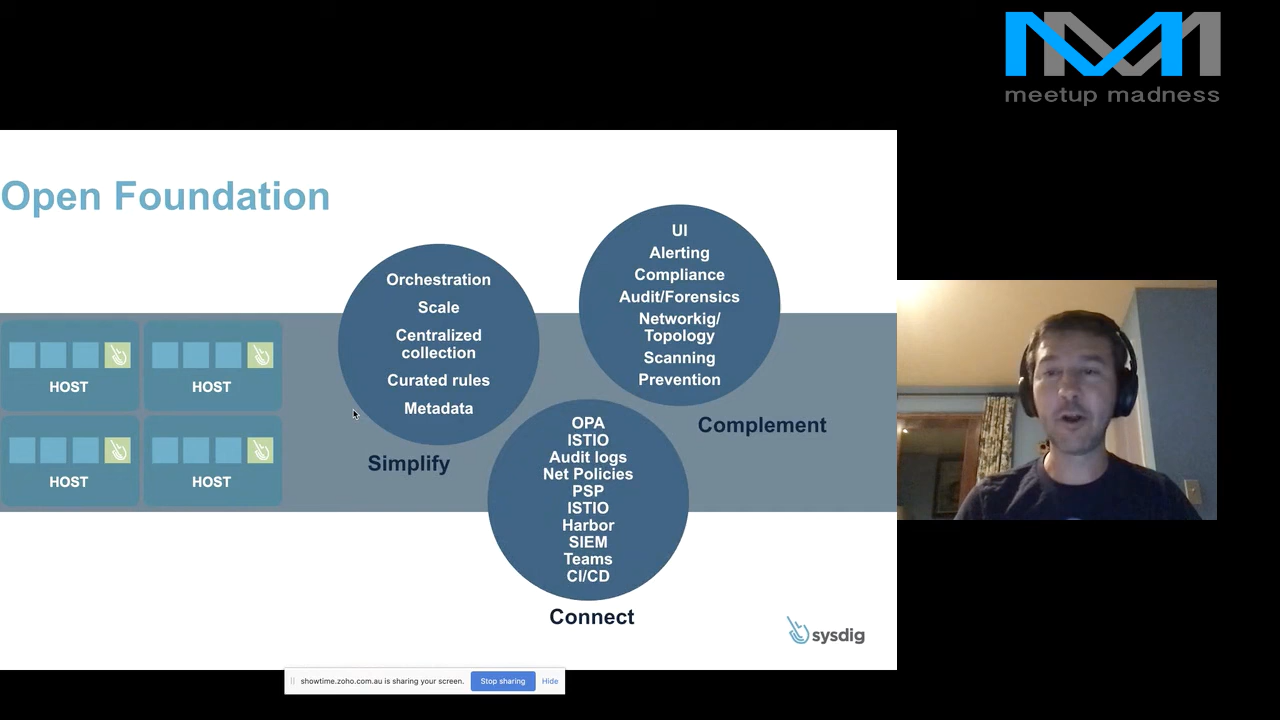 meetup madness
Open Foundation
HOST
HOST
HOST
HOST
Orchestration
Scale
Centralized
collection
Curated rules
Metadata
Simplify
UI
Alerting
Compliance
Audit/Forensics
Networkig/
Topology
Scanning
Prevention
Complement
OPA
ISTIO
Audit logs
Net Policies
PSP
ISTIO
Harbor
SIEM
Teams
CI/CD
Connect
sysdig
showtime.zoho.com.au is sharing your screen.
Stop sharing
Hide